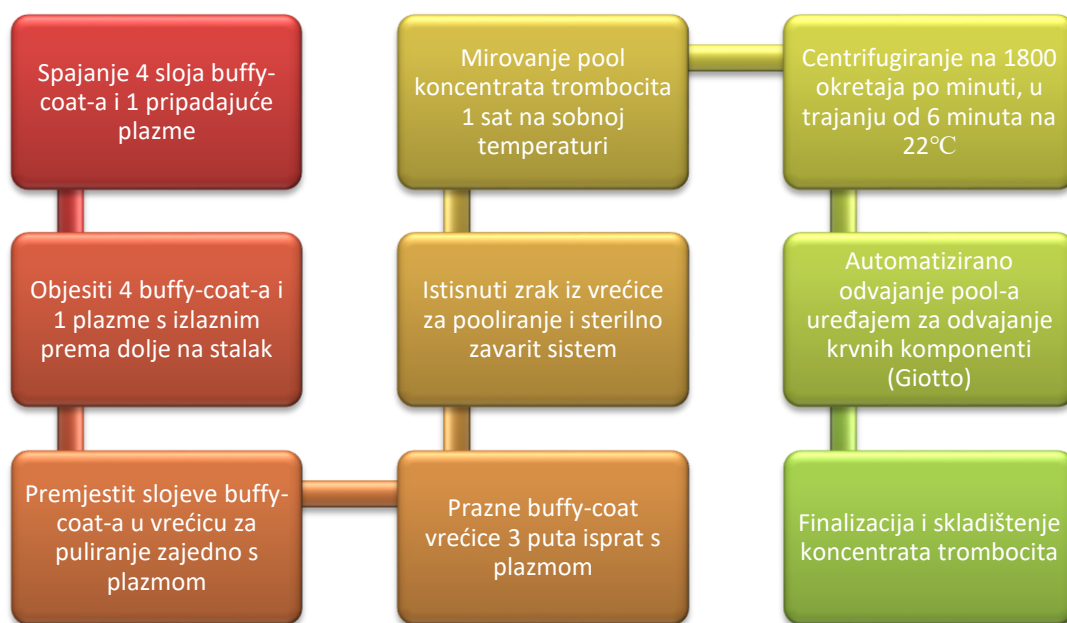 Spajanje 4 sloja buffy-
coat-a i 1 pripadajuće
plazme
Objesiti 4 buffy-coat-a i
1 plazme s izlaznim
prema dolje na stalak
Premjestit slojeve buffy-
coat-a u vrećicu za
puliranje zajedno s
plazmom
Prazne buffy-coat
vrećice 3 puta isprat s
plazmom
Istisnuti zrak iz vrećice
za pooliranje i sterilno
zavarit sistem
Mirovanje pool
koncentrata trombocita
1 sat na sobnoj
temperaturi
Centrifugiranje na 1800
okretaja po minuti, u
trajanju od 6 minuta na
22℃
Automatizirano
odvajanje pool-a
uređajem za odvajanje
krvnih komponenti
(Giotto)
Finalizacija i skladištenje
koncentrata trombocita